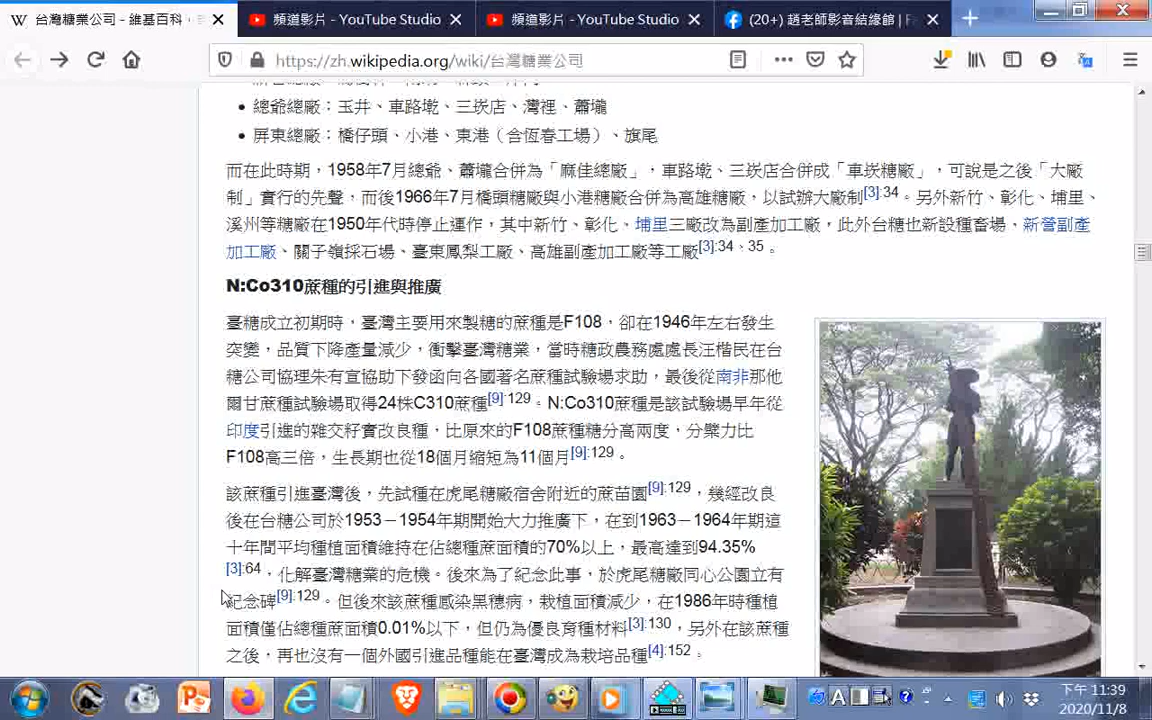 台灣糖業公司 - 維基百科，
頻道影片 - YouTube Studio
頻道影片 - YouTube Studio
(20+) 趙老師影音結緣館 | Fa
https://zh.wikipedia.org/wiki/台灣糖業公司
總爺總廠：玉井、車路墘、三崁店、灣裡、蕭壠
屏東總廠：橋仔頭、小港、東港（含恆春工場）、旗尾
而在此時期，1958年7月總爺、蕭壠合併為「麻佳總廠」，車路墘、三崁店合併成「車崁糖廠」，可說是之後「大廠
制」實行的先聲，而後1966年7月橋頭糖廠與小港糖廠合併為高雄糖廠，以試辦大廠制[3]:34。另外新竹、彰化、埔里、
溪州等糖廠在1950年代時停止運作，其中新竹、彰化、埔里三廠改為副產加工廠，此外台糖也新設種畜場、新營副產
加工廠、關子嶺採石場、臺東鳳梨工廠、高雄副產加工廠等工廠[3]:34、35。
N:Co310蔗種的引進與推廣
臺糖成立初期時，臺灣主要用來製糖的蔗種是F108，卻在1946年左右發生
突變，品質下降產量減少，衝擊臺灣糖業，當時糖政農務處處長汪楷民在台
糖公司協理朱有宣協助下發函向各國著名蔗種試驗場求助，最後從南非那他
爾甘蔗種試驗場取得24株C310蔗種[9]:129。N:Co310蔗種是該試驗場早年從
印度引進的雜交籽實改良種，比原來的F108蔗種糖分高兩度，分櫱力比
F108高三倍，生長期也從18個月縮短為11個月[9]:129。
該蔗種引進臺灣後，先試種在虎尾糖廠宿舍附近的蔗苗園[9]:129，幾經改良
後在台糖公司於1953－1954年期開始大力推廣下，在到1963－1964年期這
十年間平均種植面積維持在佔總種蔗面積的70%以上，最高達到94.35%
[3]:64，化解臺灣糖業的危機。後來為了紀念此事，於虎尾糖廠同心公園立有
紀念碑[9]:129。但後來該蔗種感染黑穗病，栽植面積減少，在1986年時種植
面積僅佔總種蔗面積0.01%以下，但仍為優良育種材料[3]:130，另外在該蔗種
之後，再也沒有一個外國引進品種能在臺灣成為栽培品種[4]:152。
下午 11:39
2020/11/8